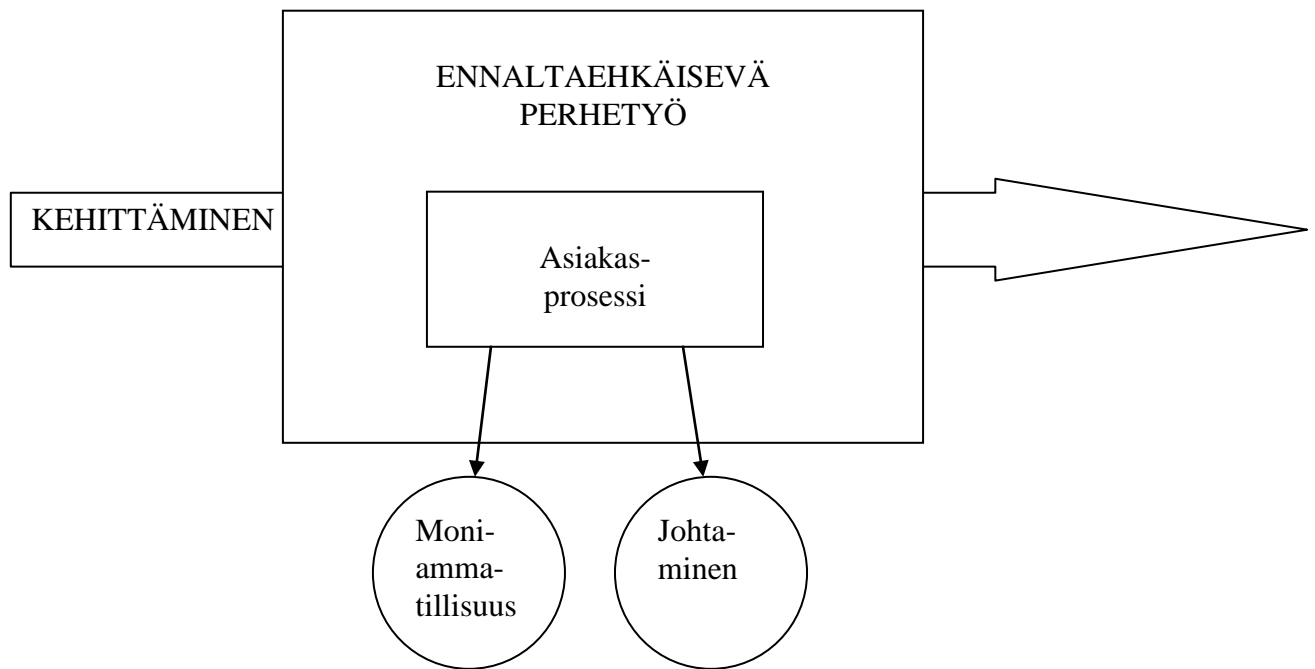 ENNALTAEHKÄISEVÄ
PERHETYÖ
KEHITTÄMINEN
Asiakas-
prosessi
Moni-
amma-
tillisuus
Johta-
minen